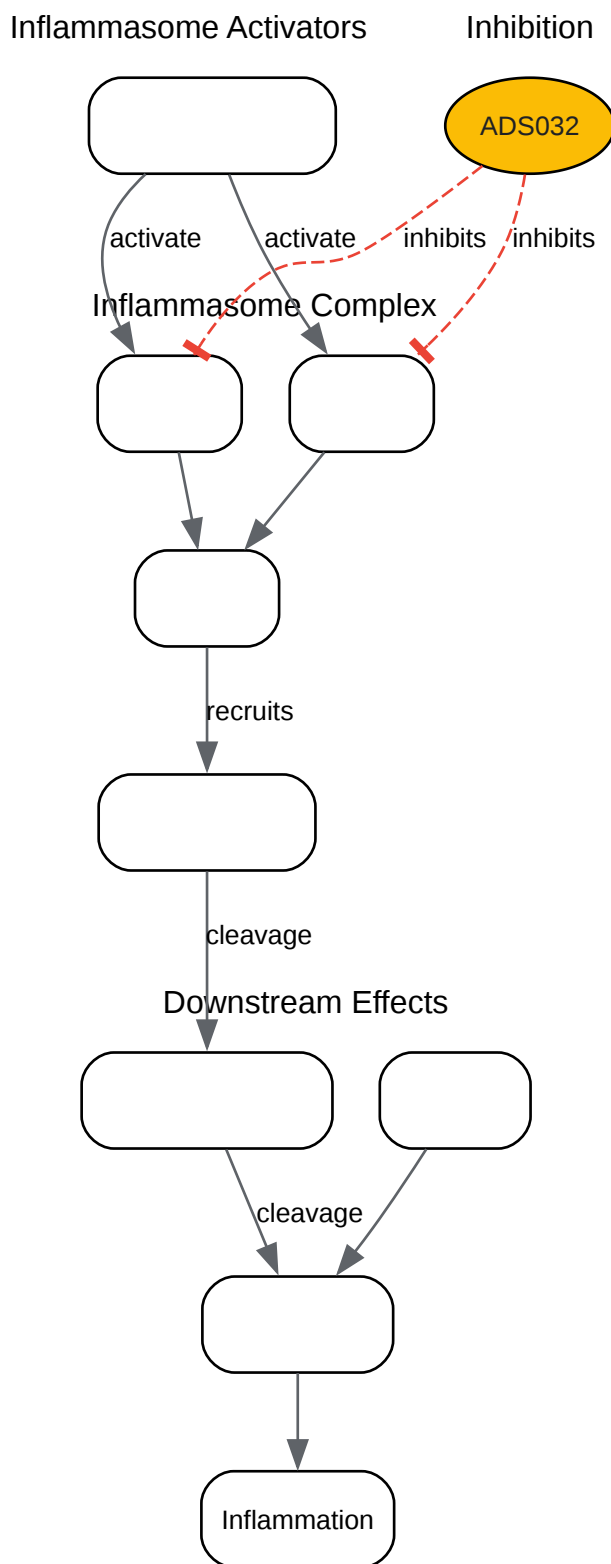 Inflammasome Activators
Inhibition
ADS032
activate
activate
inhibits
inhibits
Inflammasome Complex
recruits
cleavage
Downstream Effects
cleavage
Inflammation